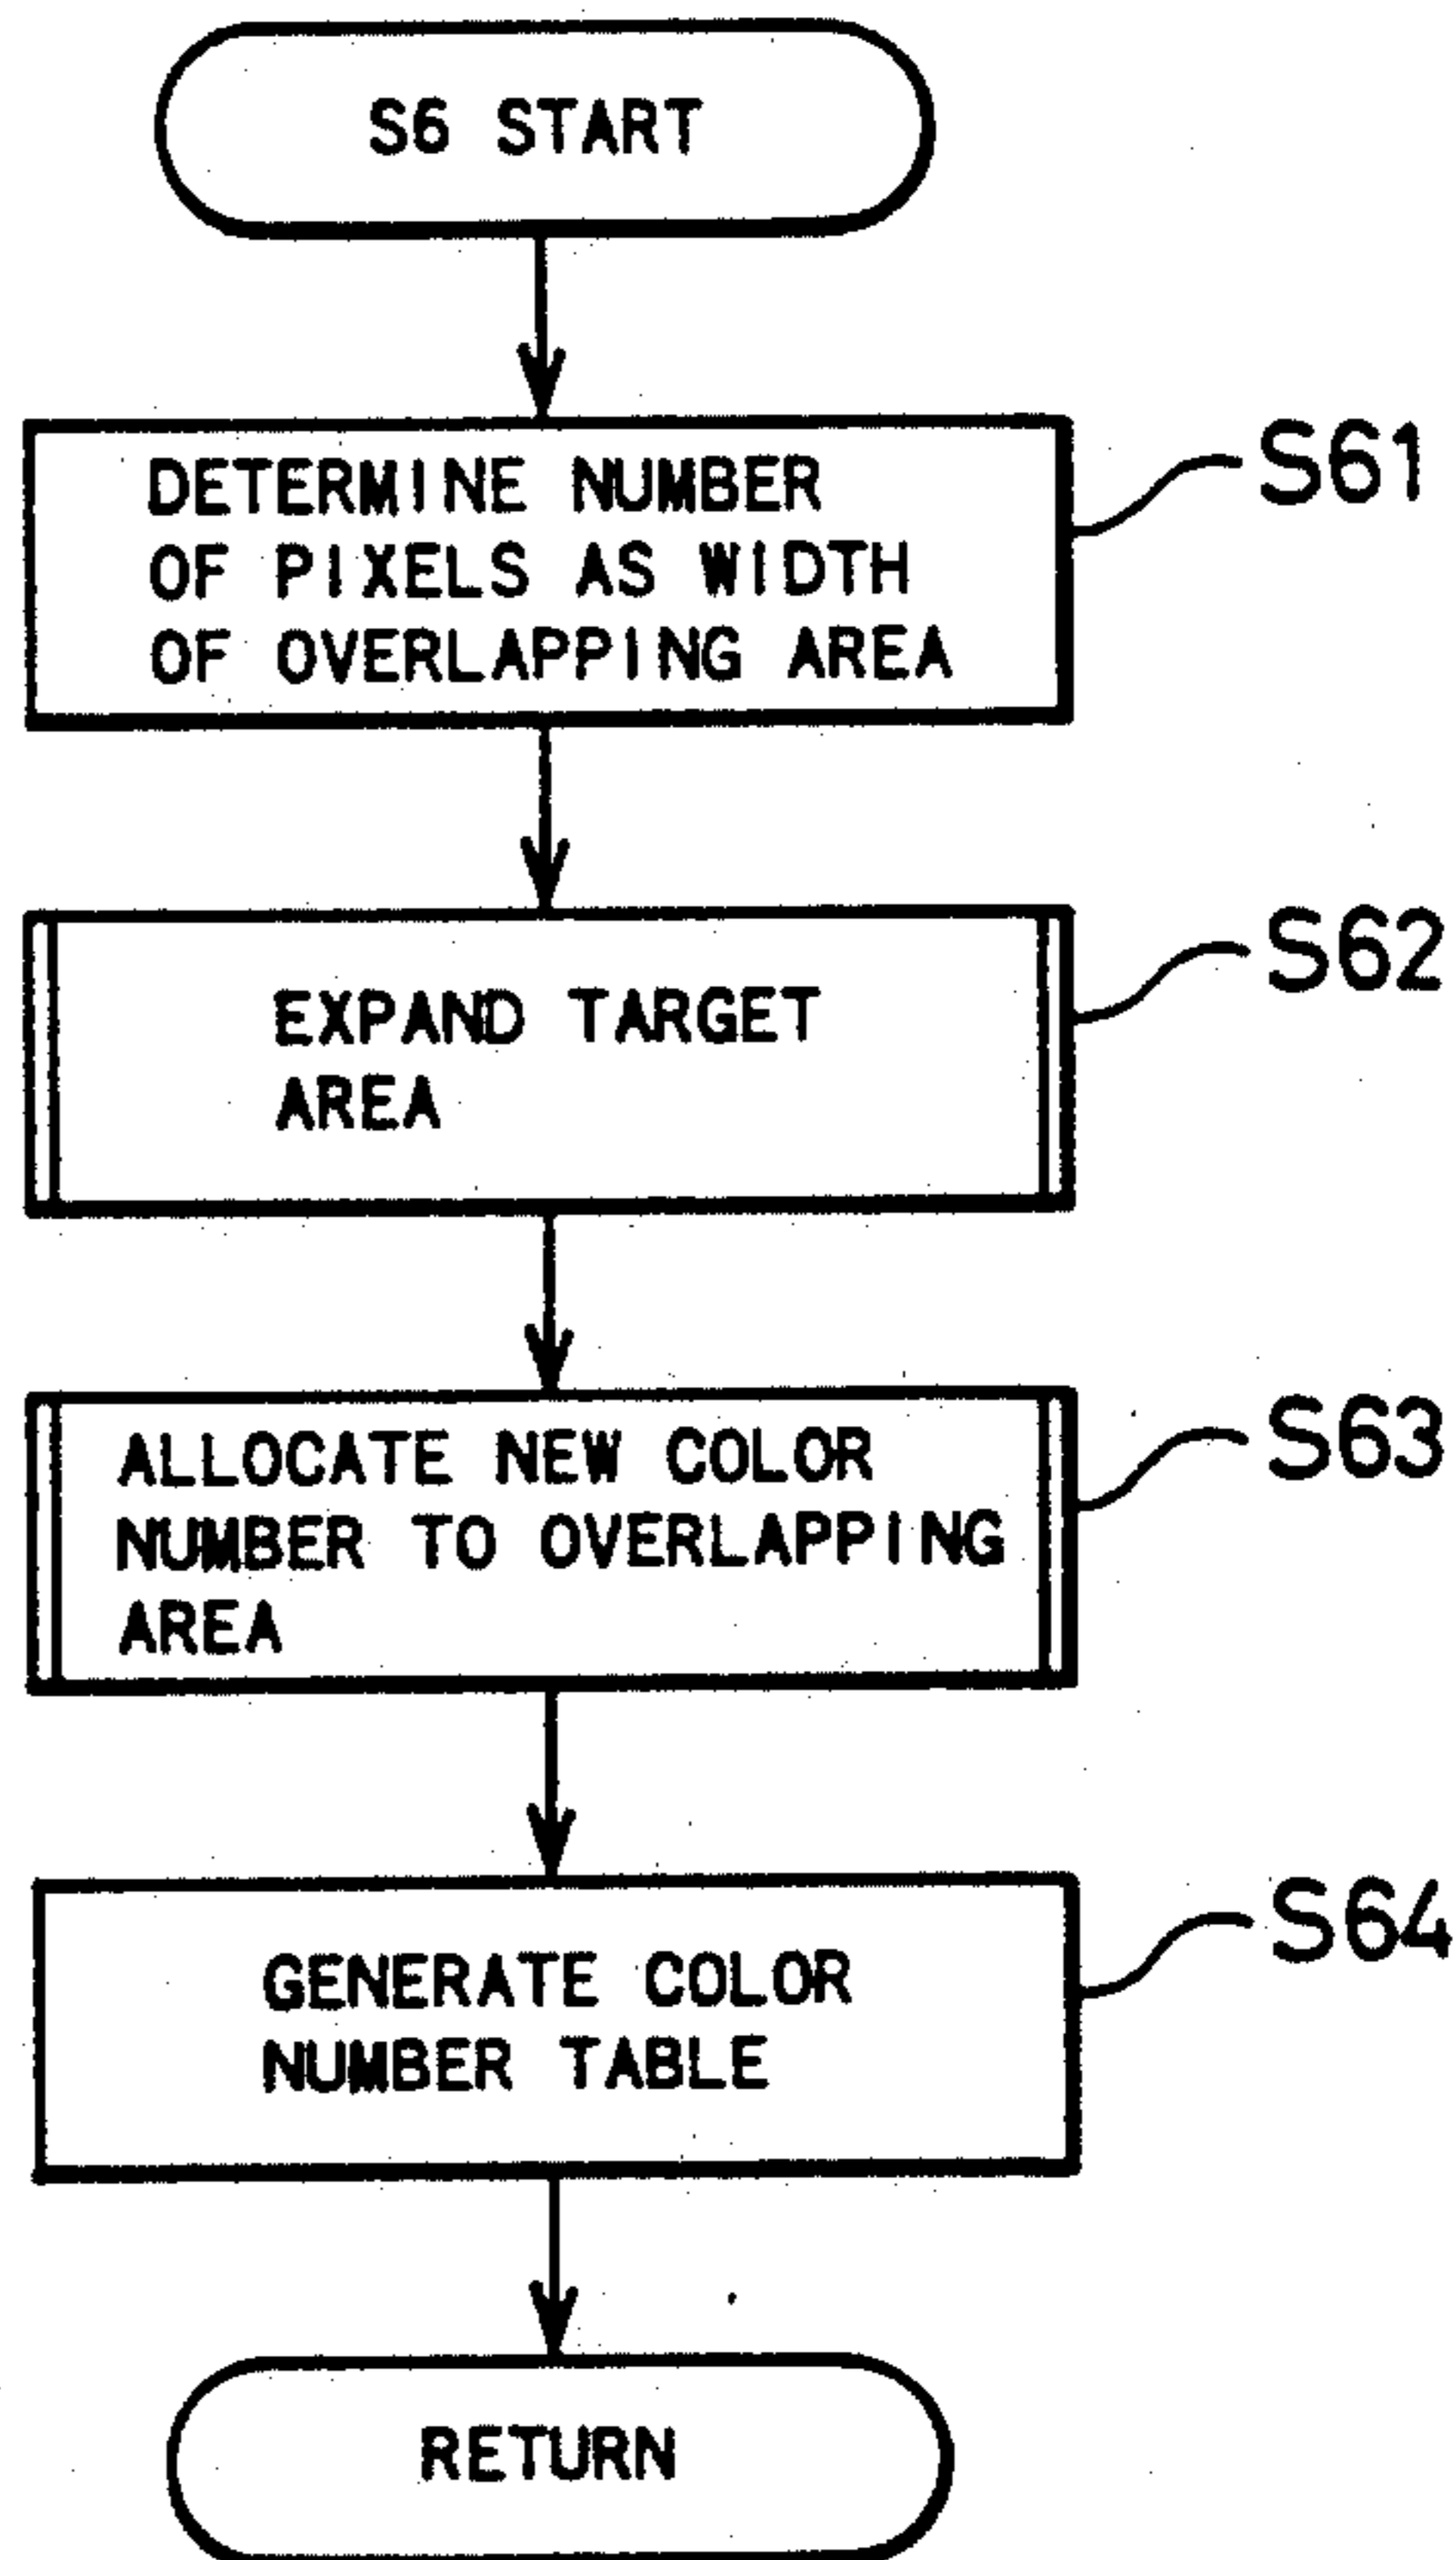 S6 START
DETERMINE NUMBER
OF PIXELS AS WIDTH
OF OVERLAPPING AREA
S61
EXPAND TARGET
AREA
S62
ALLOCATE NEW COLOR
NUMBER TO OVERLAPPING
AREA
S63
GENERATE COLOR
NUMBER TABLE
S64
RETURN